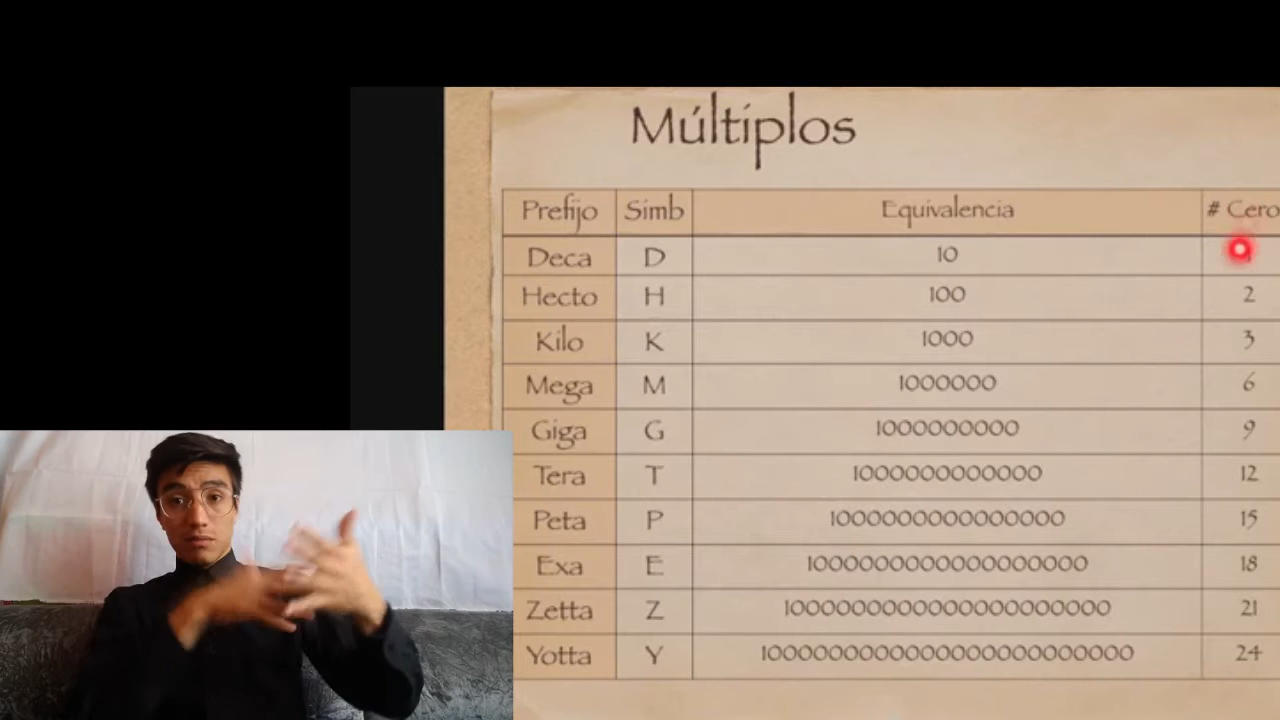 Múltiplos
Prefijo Simb Equivalencia # Cero
Deca D 10
Hecto H 100 2
Kilo K 1000 3
Mega M 1000000 6
Giga G 1000000000 9
Tera T 1000000000000 12
Peta P 1000000000000000 15
Exa E 1000000000000000000 18
Zetta Z 1000000000000000000000 21
Yotta Y 1000000000000000000000000 24